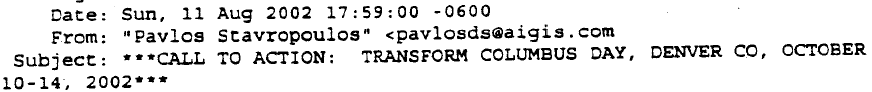 Date: Sun, 11 Aug 2002 17:59:00 -0600
From: "Pavlos Stavropoulos" <pavlosds@aigis.com
Subject: ***CALL TO ACTION: TRANSFORM COLUMBUS DAY, DENVER CO, OCTOBER
10-14, 2002***